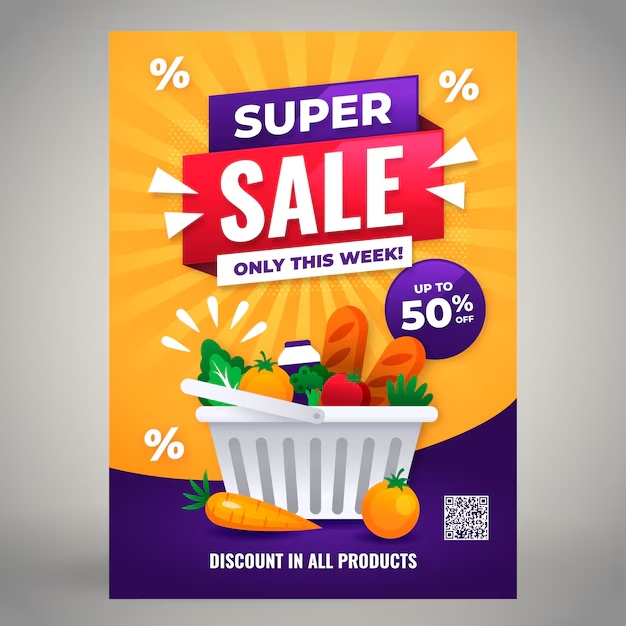 %
%
SUPER
SALE
ONLY THIS WEEK!
UP TO
50% OFF
%
DISCOUNT IN ALL PRODUCTS